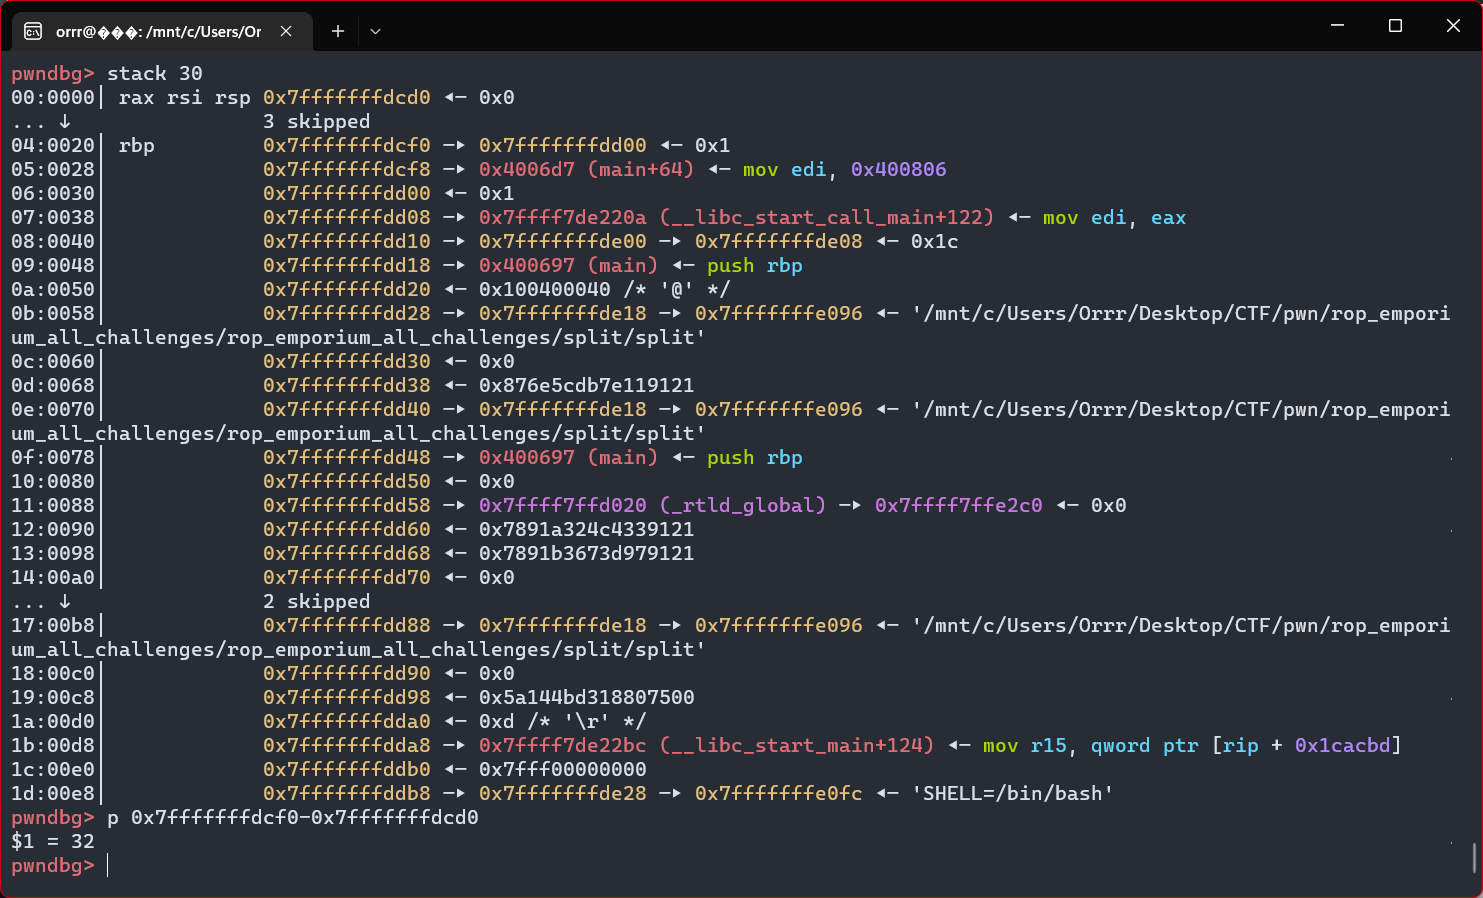 orrr@���: /mnt/c/Users/Or
pwndbg> stack 30
00:0000│ rax rsi rsp 0x7fffffffdcd0 ◂— 0x0
... ↓ 3 skipped
04:0020│ rbp 0x7fffffffdcf0 —▸ 0x7fffffffdd00 ◂— 0x1
05:0028│ 0x7fffffffdcf8 —▸ 0x4006d7 (main+64) ◂— mov edi, 0x400806
06:0030│ 0x7fffffffdd00 ◂— 0x1
07:0038│ 0x7fffffffdd08 —▸ 0x7ffff7de220a (__libc_start_call_main+122) ◂— mov edi, eax
08:0040│ 0x7fffffffdd10 —▸ 0x7fffffffde00 —▸ 0x7fffffffde08 ◂— 0x1c
09:0048│ 0x7fffffffdd18 —▸ 0x400697 (main) ◂— push rbp
0a:0050│ 0x7fffffffdd20 ◂— 0x100400040 /* '@' */
0b:0058│ 0x7fffffffdd28 —▸ 0x7fffffffde18 —▸ 0x7fffffffe096 ◂— '/mnt/c/Users/Orrr/Desktop/CTF/pwn/rop_empori
um_all_challenges/rop_emporium_all_challenges/split/split'
0c:0060│ 0x7fffffffdd30 ◂— 0x0
0d:0068│ 0x7fffffffdd38 ◂— 0x876e5cdb7e119121
0e:0070│ 0x7fffffffdd40 —▸ 0x7fffffffde18 —▸ 0x7fffffffe096 ◂— '/mnt/c/Users/Orrr/Desktop/CTF/pwn/rop_empori
um_all_challenges/rop_emporium_all_challenges/split/split'
0f:0078│ 0x7fffffffdd48 —▸ 0x400697 (main) ◂— push rbp
10:0080│ 0x7fffffffdd50 ◂— 0x0
11:0088│ 0x7fffffffdd58 —▸ 0x7ffff7ffd020 (_rtld_global) —▸ 0x7ffff7ffe2c0 ◂— 0x0
12:0090│ 0x7fffffffdd60 ◂— 0x7891a324c4339121
13:0098│ 0x7fffffffdd68 ◂— 0x7891b3673d979121
14:00a0│ 0x7fffffffdd70 ◂— 0x0
... ↓ 2 skipped
17:00b8│ 0x7fffffffdd88 —▸ 0x7fffffffde18 —▸ 0x7fffffffe096 ◂— '/mnt/c/Users/Orrr/Desktop/CTF/pwn/rop_empori
um_all_challenges/rop_emporium_all_challenges/split/split'
18:00c0│ 0x7fffffffdd90 ◂— 0x0
19:00c8│ 0x7fffffffdd98 ◂— 0x5a144bd318807500
1a:00d0│ 0x7fffffffdda0 ◂— 0xd /* '\r' */
1b:00d8│ 0x7fffffffdda8 —▸ 0x7ffff7de22bc (__libc_start_main+124) ◂— mov r15, qword ptr [rip + 0x1cacbd]
1c:00e0│ 0x7fffffffddb0 ◂— 0x7fff00000000
1d:00e8│ 0x7fffffffddb8 —▸ 0x7fffffffde28 —▸ 0x7fffffffe0fc ◂— 'SHELL=/bin/bash'
pwndbg> p 0x7fffffffdcf0-0x7fffffffdcd0
$1 = 32
pwndbg>